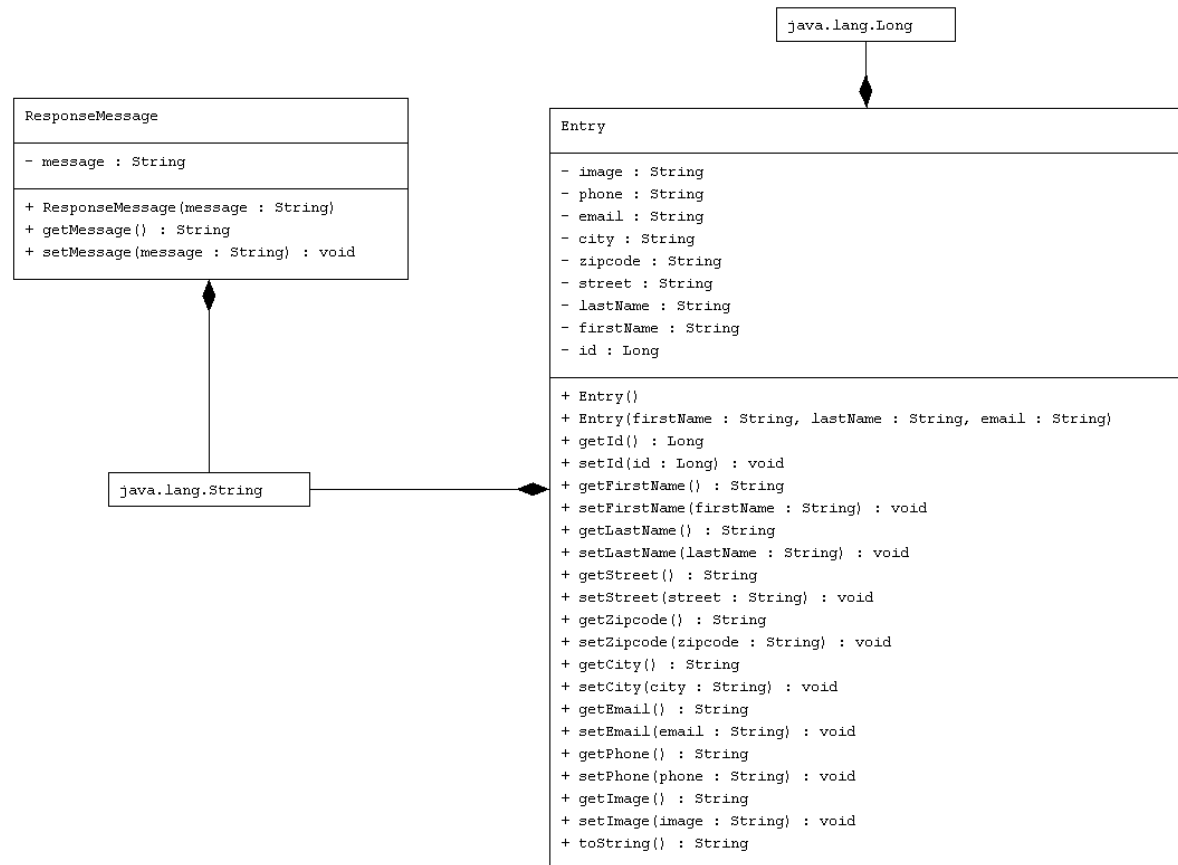 java.lang.Long
ResponseMessage
- message : String
+ ResponseMessage(message : String)
+ getMessage() : String
+ setMessage(message : String) : void
java.lang.String
Entry
- image : String
- phone : String
- email : String
- city : String
- zipcode : String
- street : String
- lastName : String
- firstName : String
- id : Long
+ Entry()
+ Entry(firstName : String, lastName : String, email : String)
+ getId() : Long
+ setId(id : Long) : void
+ getFirstName() : String
+ setFirstName(firstName : String) : void
+ getLastName() : String
+ setLastName(lastName : String) : void
+ getStreet() : String
+ setStreet(street : String) : void
+ getZipcode() : String
+ setZipcode(zipcode : String) : void
+ getCity() : String
+ setCity(city : String) : void
+ getEmail() : String
+ setEmail(email : String) : void
+ getPhone() : String
+ setPhone(phone : String) : void
+ getImage() : String
+ setImage(image : String) : void
+ toString() : String